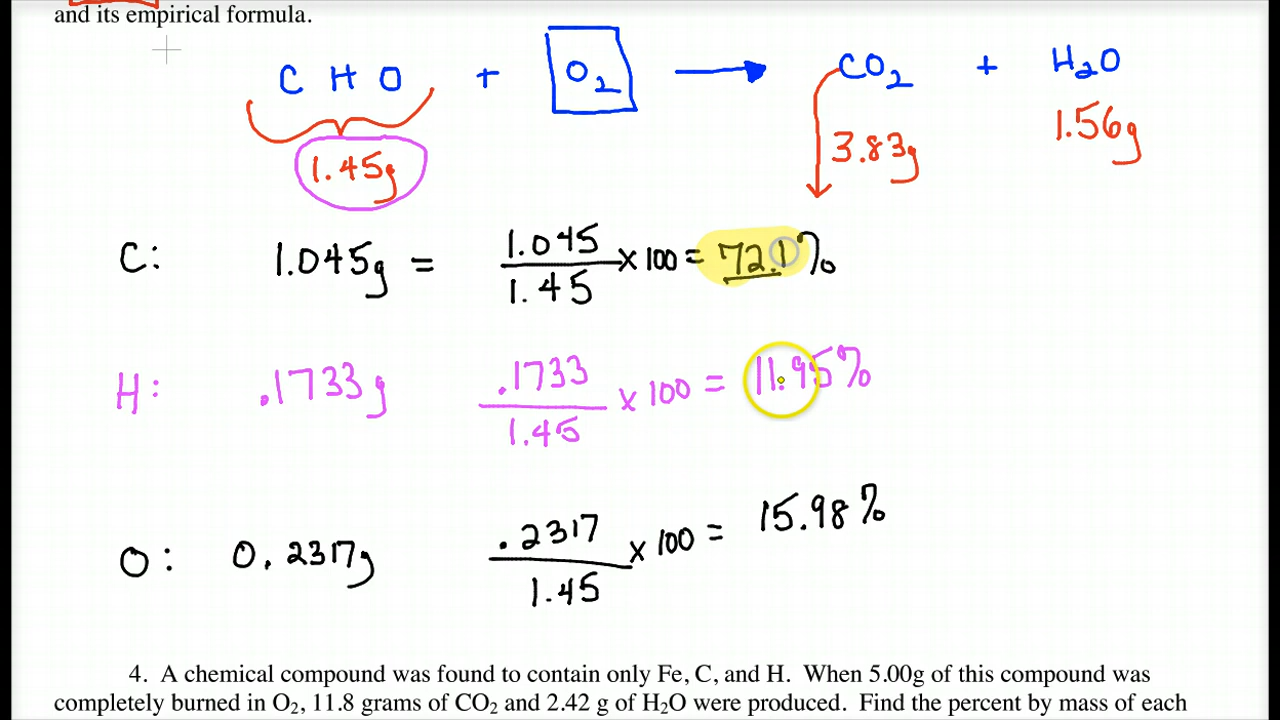 and its empirical formula.
C H O + O₂ → CO₂ + H₂O
1.45g 3.83g 1.56g
C: 1.045g = 1.045/1.45 x 100 = 72.1%
H: .1733g .1733/1.45 x 100 = 11.95%
O: 0.2317g .2317/1.45 x 100 = 15.98%
4. A chemical compound was found to contain only Fe, C, and H. When 5.00g of this compound was
completely burned in O₂, 11.8 grams of CO₂ and 2.42 g of H₂O were produced. Find the percent by mass of each